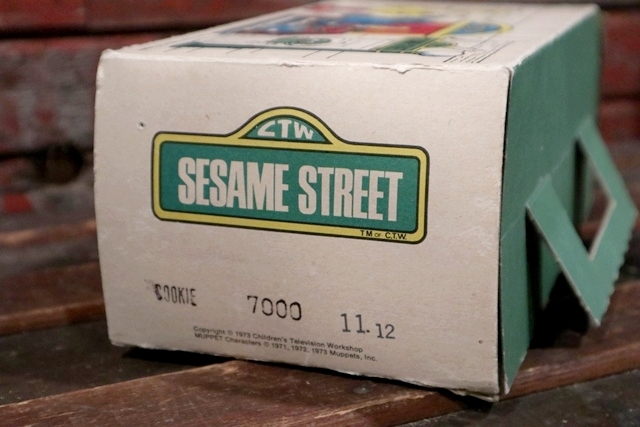 CTW
SESAME STREET
TM OF C.T.W.
COOKIE 7000 11.12
Copyright © 1973 Children's Television Workshop
MUPPET Characters © 1971, 1972, 1973 Muppets, Inc.